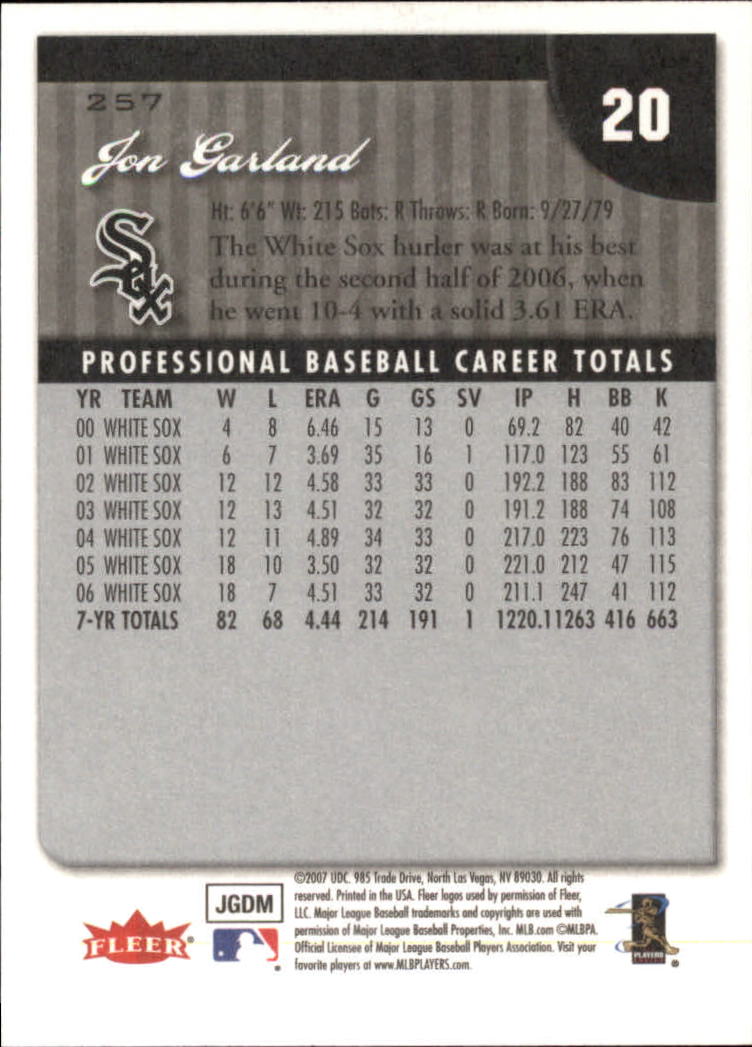 257
20
Jon Garland
Sox
Ht: 6'6" Wt: 215 Bats: R Throws: R Born: 9/27/79
The White Sox hurler was at his best
during the second half of 2006, when
he went 10-4 with a solid 3.61 ERA.
PROFESSIONAL BASEBALL CAREER TOTALS
YR TEAM W L ERA G GS SV IP H BB K
00 WHITE SOX 4 8 6.46 15 13 0 69.2 82 40 42
01 WHITE SOX 6 7 3.69 35 16 1 117.0 123 55 61
02 WHITE SOX 12 12 4.58 33 33 0 192.2 188 83 112
03 WHITE SOX 12 13 4.51 32 32 0 191.2 188 74 108
04 WHITE SOX 12 11 4.89 34 33 0 217.0 223 76 113
05 WHITE SOX 18 10 3.50 32 32 0 221.0 212 47 115
06 WHITE SOX 18 7 4.51 33 32 0 211.1 247 41 112
7-YR TOTALS 82 68 4.44 214 191 1 1220.1 1263 416 663
©2007 UDC. 985 Trade Drive, North Las Vegas, NV 89030. All rights
reserved. Printed in the USA. Fleer logos used by permission of Fleer,
LLC. Major League Baseball trademarks and copyrights are used with
permission of Major League Baseball Properties, Inc. MLB.com ©MLBPA.
Official Licensee of Major League Baseball Players Association. Visit your
favorite players at www.MLBPLAYERS.com.
JGDM
FLEER®
PLAYERS